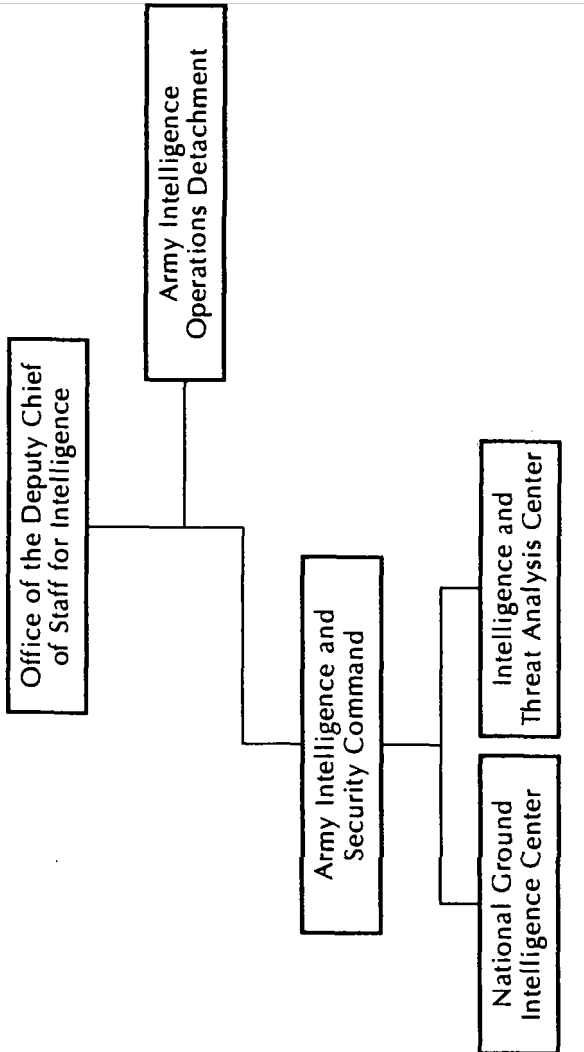 Office of the Deputy Chief
of Staff for Intelligence
Army Intelligence
Operations Detachment
Army Intelligence and
Security Command
National Ground
Intelligence Center
Intelligence and
Threat Analysis Center